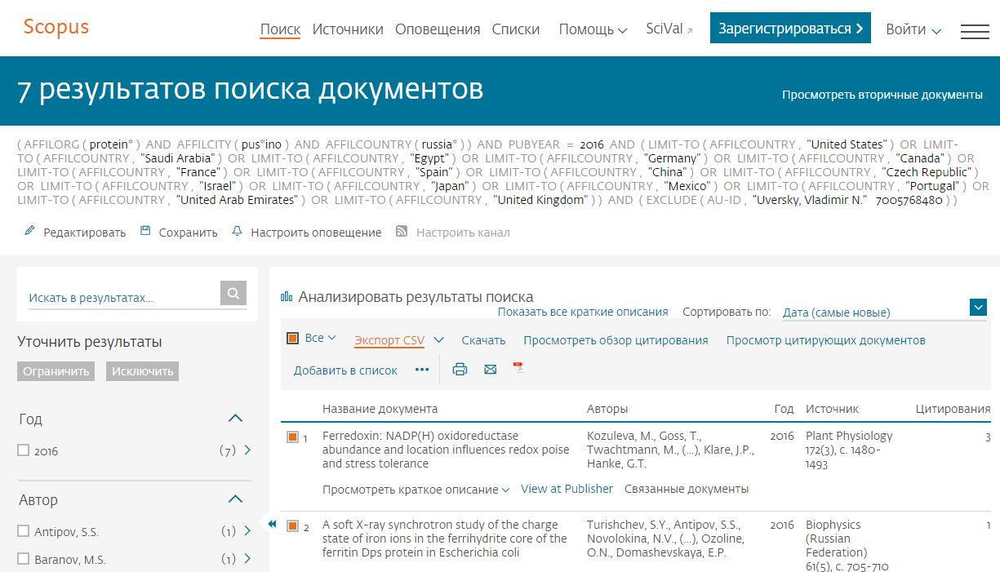 Scopus
Поиск Источники Оповещения Списки Помощь SciVal Зарегистрироваться Войти
7 результатов поиска документов
Просмотреть вторичные документы
( AFFILORG ( protein* ) AND AFFILCITY ( pus*ino ) AND AFFILCOUNTRY ( russia* ) ) AND PUBYEAR = 2016 AND ( LIMIT-TO ( AFFILCOUNTRY , "United States" ) OR LIMIT-
TO ( AFFILCOUNTRY , "Saudi Arabia" ) OR LIMIT-TO ( AFFILCOUNTRY , "Egypt" ) OR LIMIT-TO ( AFFILCOUNTRY , "Germany" ) OR LIMIT-TO ( AFFILCOUNTRY , "Canada" ) OR
LIMIT-TO ( AFFILCOUNTRY , "France" ) OR LIMIT-TO ( AFFILCOUNTRY , "Spain" ) OR LIMIT-TO ( AFFILCOUNTRY , "China" ) OR LIMIT-TO ( AFFILCOUNTRY , "Czech Republic" )
OR LIMIT-TO ( AFFILCOUNTRY , "Israel" ) OR LIMIT-TO ( AFFILCOUNTRY , "Japan" ) OR LIMIT-TO ( AFFILCOUNTRY , "Mexico" ) OR LIMIT-TO ( AFFILCOUNTRY , "Portugal" ) OR
LIMIT-TO ( AFFILCOUNTRY , "United Arab Emirates" ) OR LIMIT-TO ( AFFILCOUNTRY , "United Kingdom" ) ) AND ( EXCLUDE ( AU-ID , "Uversky, Vladimir N." 7005768480 ) )
Редактировать Сохранить Настроить оповещение Настроить канал
Искать в результатах...
Уточнить результаты
Ограничить Исключить
Год
2016 (7)
Автор
Antipov, S.S. (1)
Baranov, M.S. (1)
Анализировать результаты поиска
Показать все краткие описания Сортировать по: Дата (самые новые)
Все Экспорт CSV Скачать Просмотреть обзор цитирования Просмотр цитирующих документов
Добавить в список ••• PDF
Название документа Авторы Год Источник Цитирования
1 Ferredoxin: NADP(H) oxidoreductase Kozuleva, M., Goss, T., 2016 Plant Physiology 3
abundance and location influences redox poise Twachtmann, M., (...), Klare, J.P., 172(3), с. 1480-
and stress tolerance Hanke, G.T. 1493
Просмотреть краткое описание View at Publisher Связанные документы
2 A soft X-ray synchrotron study of the charge Turishchev, S.Y., Antipov, S.S., 2016 Biophysics 1
state of iron ions in the ferrihydrite core of the Novolokina, N.V., (...), Ozoline, (Russian
ferritin Dps protein in Escherichia coli O.N., Domashevskaya, E.P. Federation)
61(5), с. 705-710